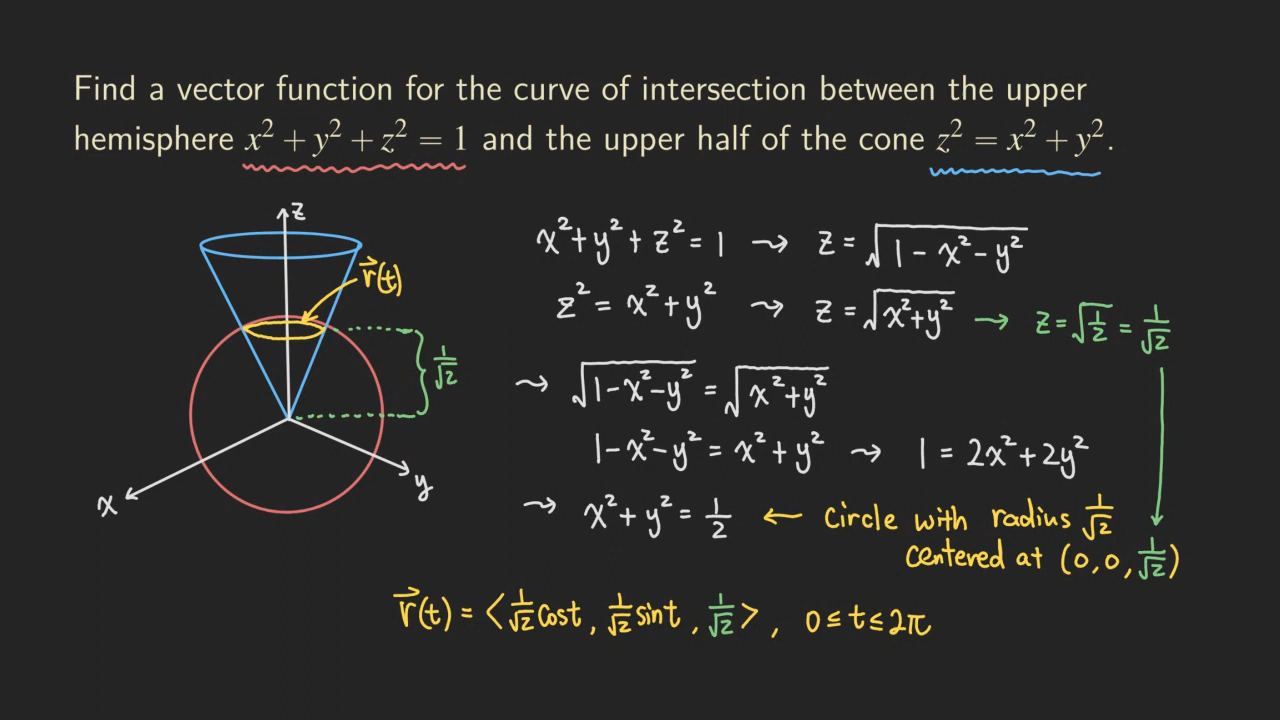 Find a vector function for the curve of intersection between the upper
hemisphere x² + y² + z² = 1 and the upper half of the cone z² = x² + y².
z
r⃗(t)
1/√2
x
y
x² + y² + z² = 1 ⇝ z = √(1 − x² − y²)
z² = x² + y² ⇝ z = √(x² + y²) → z = √(1/2) = 1/√2
⇝ √(1 − x² − y²) = √(x² + y²)
1 − x² − y² = x² + y² ⇝ 1 = 2x² + 2y²
⇝ x² + y² = 1/2 ← Circle with radius 1/√2
centered at (0, 0, 1/√2)
r⃗(t) = ⟨1/√2 cost, 1/√2 sint, 1/√2⟩, 0 ≤ t ≤ 2π